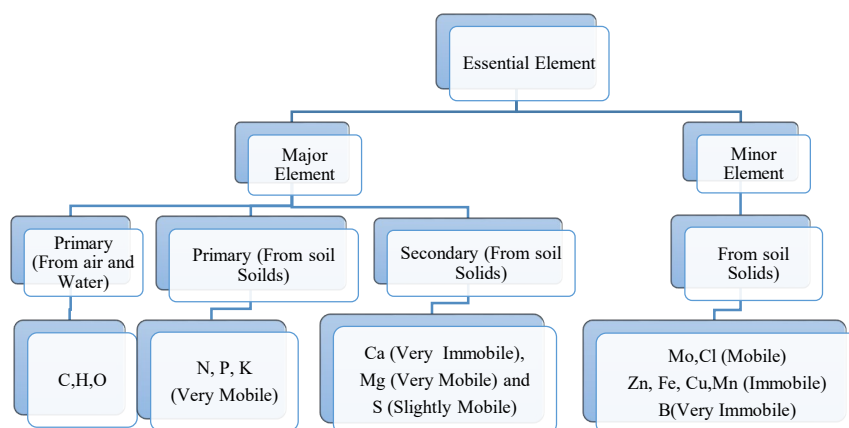 Essential Element
Major
Element
Minor
Element
Primary
(From air and
Water)
Primary (From soil
Soilds)
Secondary (From soil
Solids)
From soil
Solids)
C,H,O
N, P, K
(Very Mobile)
Ca (Very Immobile),
Mg (Very Mobile) and
S (Slightly Mobile)
Mo,Cl (Mobile)
Zn, Fe, Cu,Mn (Immobile)
B(Very Immobile)